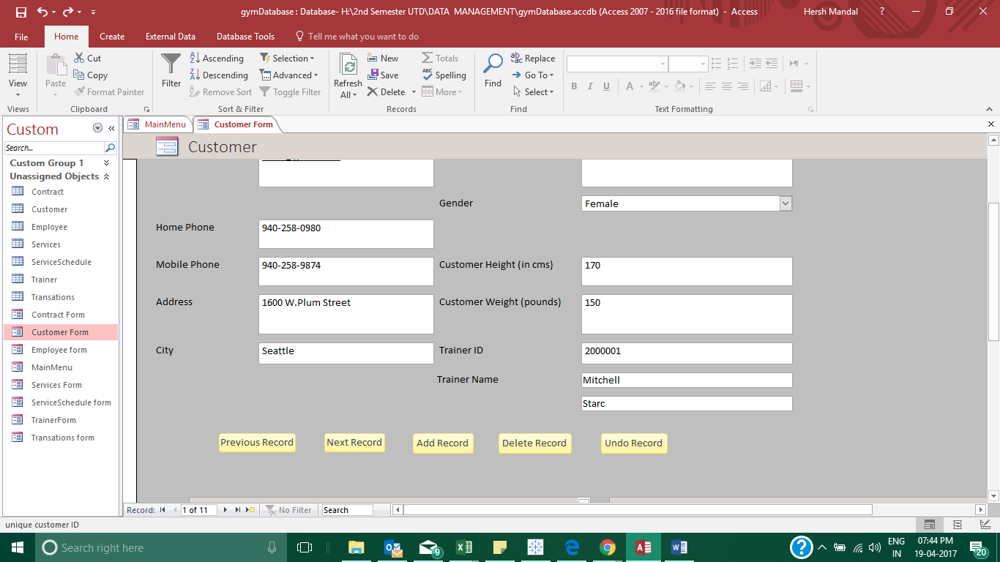 gymDatabase : Database- H:\2nd Semester UTD\DATA MANAGEMENT\gymDatabase.accdb (Access 2007 - 2016 file format) - Access
Hersh Mandal
?
File
Home
Create
External Data
Database Tools
Tell me what you want to do
View
Views
Paste
Cut
Copy
Format Painter
Clipboard
Filter
Ascending
Descending
Remove Sort
Selection
Advanced
Toggle Filter
Sort & Filter
Refresh
All
New
Save
Delete
Totals
Spelling
More
Records
Find
Replace
Go To
Select
Find
B I U A
Text Formatting
Custom
Search...
Custom Group 1
Unassigned Objects
Contract
Customer
Employee
Services
ServiceSchedule
Trainer
Transations
Contract Form
Customer Form
Employee form
MainMenu
Services Form
ServiceSchedule form
TrainerForm
Transations form
MainMenu
Customer Form
Customer
Gender
Female
Home Phone
940-258-0980
Mobile Phone
940-258-9874
Customer Height (in cms)
170
Address
1600 W.Plum Street
Customer Weight (pounds)
150
City
Seattle
Trainer ID
2000001
Trainer Name
Mitchell
Starc
Previous Record
Next Record
Add Record
Delete Record
Undo Record
Record:
1 of 11
No Filter
Search
unique customer ID
Search right here
9
?
ENG
IN
07:44 PM
19-04-2017
20